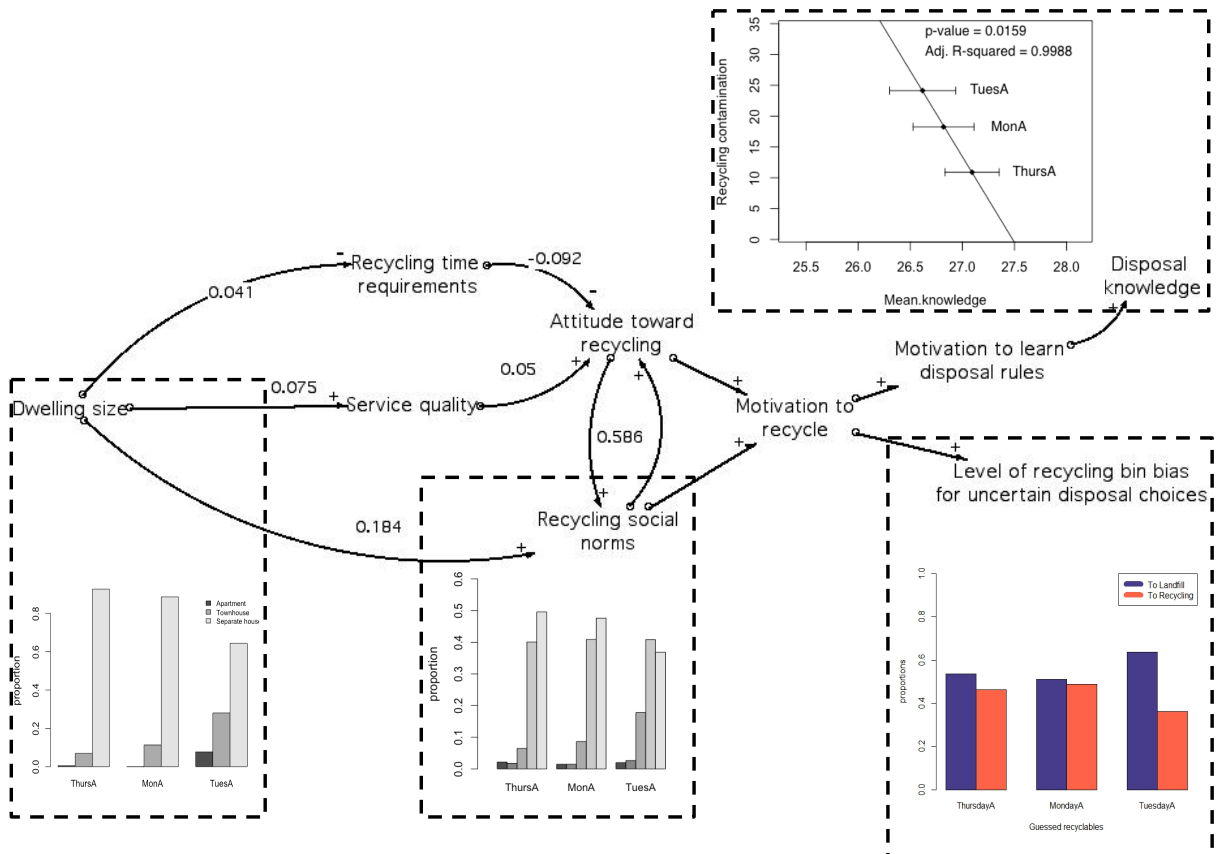 p-value = 0.0159
Adj. R-squared = 0.9988
Recycling contamination
35
30
25
20
15
10
5
0
TuesA
MonA
ThursA
25.5 26.0 26.5 27.0 27.5 28.0
Mean.knowledge
Disposal
knowledge
+
-
Recycling time
requirements
-0.092
-
0.041
Attitude toward
recycling
+
+
Motivation to learn
disposal rules
+
+
Dwelling size
0.075
+
Service quality
0.05
Motivation to
recycle
+
0.586
+
Level of recycling bin bias
for uncertain disposal choices
+
Recycling social
norms
0.184
+
proportion
0.8
0.6
0.4
0.2
0.0
Apartment
Townhouse
Separate hous
ThursA MonA TuesA
proportion
0.6
0.5
0.4
0.3
0.2
0.1
0.0
ThursA MonA TuesA
proportions
1.0
0.8
0.6
0.4
0.2
0.0
To Landfill
To Recycling
ThursdayA MondayA TuesdayA
Guessed recyclables